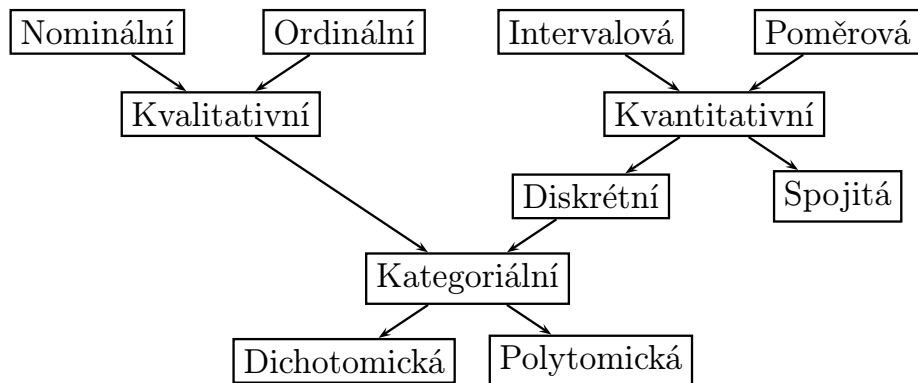 Nominální
Ordinální
Intervalová
Poměrová
Kvalitativní
Kvantitativní
Diskrétní
Spojitá
Kategoriální
Dichotomická
Polytomická